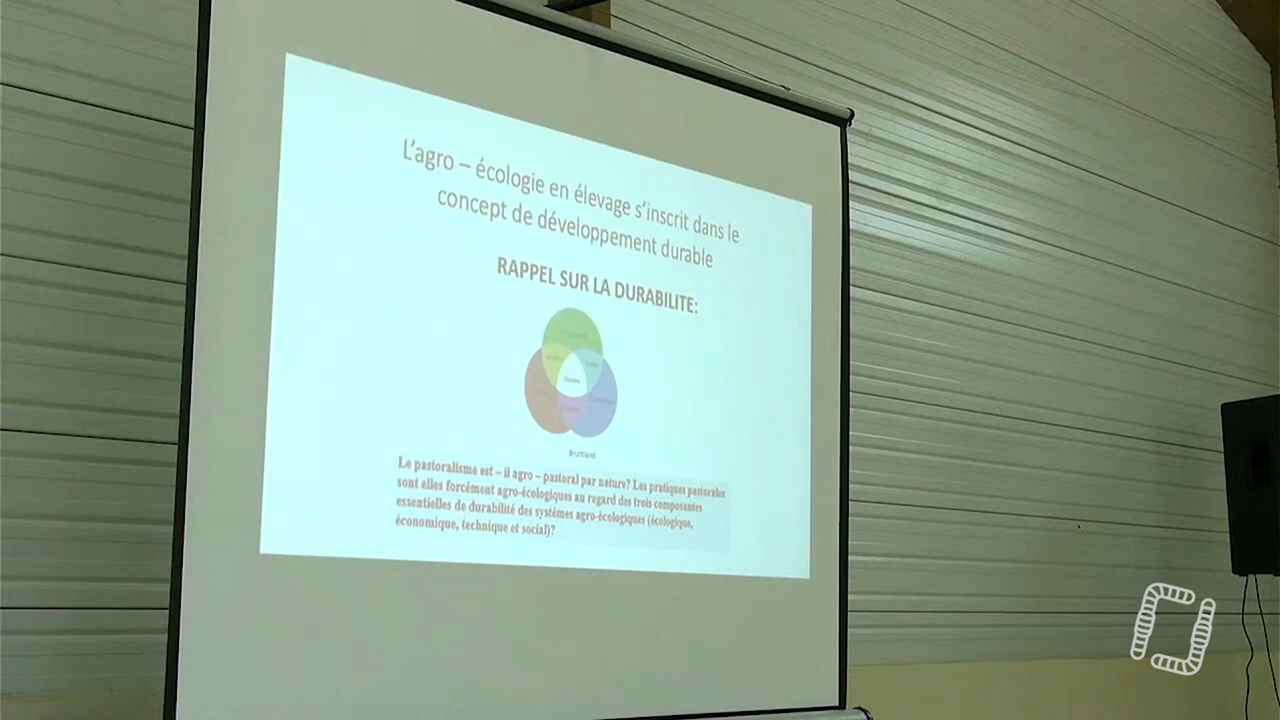 L'agro – écologie en élevage s'inscrit dans le
concept de développement durable
RAPPEL SUR LA DURABILITE:
Durable
Bruntland
Le pastoralisme est – il agro – pastoral par nature? Les pratiques pastorales
sont elles forcément agro-écologiques au regard des trois composantes
essentielles de durabilité des systèmes agro-écologiques (écologique,
économique, technique et social)?